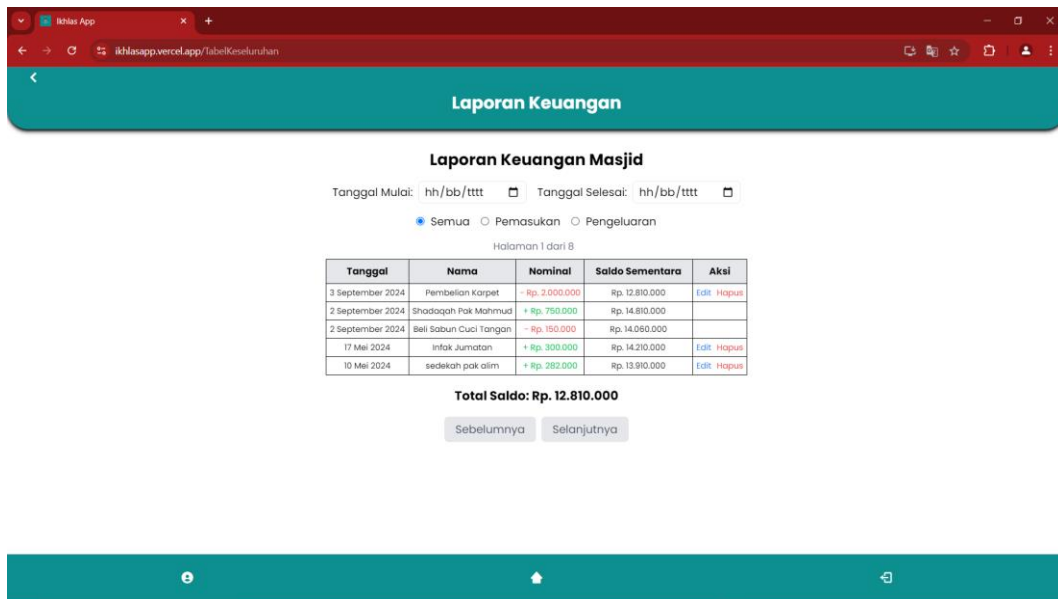 Ikhlas App
ikhlasapp.vercel.app/TabelKeseluruhan
Laporan Keuangan
Laporan Keuangan Masjid
Tanggal Mulai: hh/bb/tttt Tanggal Selesai: hh/bb/tttt
Semua Pemasukan Pengeluaran
Halaman 1 dari 8
Tanggal Nama Nominal Saldo Sementara Aksi
3 September 2024 Pembelian Karpet - Rp. 2.000.000 Rp. 12.810.000 Edit Hapus
2 September 2024 Shadaqah Pak Mahmud + Rp. 750.000 Rp. 14.810.000
2 September 2024 Beli Sabun Cuci Tangan - Rp. 150.000 Rp. 14.060.000
17 Mei 2024 Infak Jumatan + Rp. 300.000 Rp. 14.210.000 Edit Hapus
10 Mei 2024 sedekah pak alim + Rp. 282.000 Rp. 13.910.000 Edit Hapus
Total Saldo: Rp. 12.810.000
Sebelumnya Selanjutnya